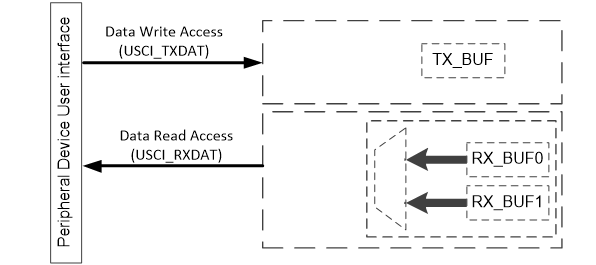 Peripheral Device User interface
Data Write Access
(USCI_TXDAT)
TX_BUF
Data Read Access
(USCI_RXDAT)
RX_BUF0
RX_BUF1